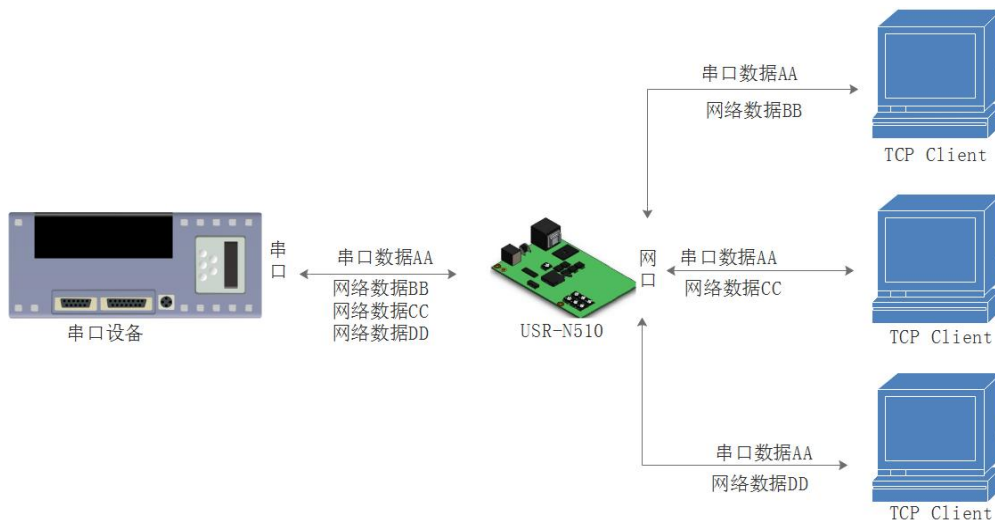 串口数据AA
网络数据BB
TCP Client
串口
串口数据AA
网络数据BB
网络数据CC
网络数据DD
串口设备
USR-N510
网口
串口数据AA
网络数据CC
TCP Client
串口数据AA
网络数据DD
TCP Client